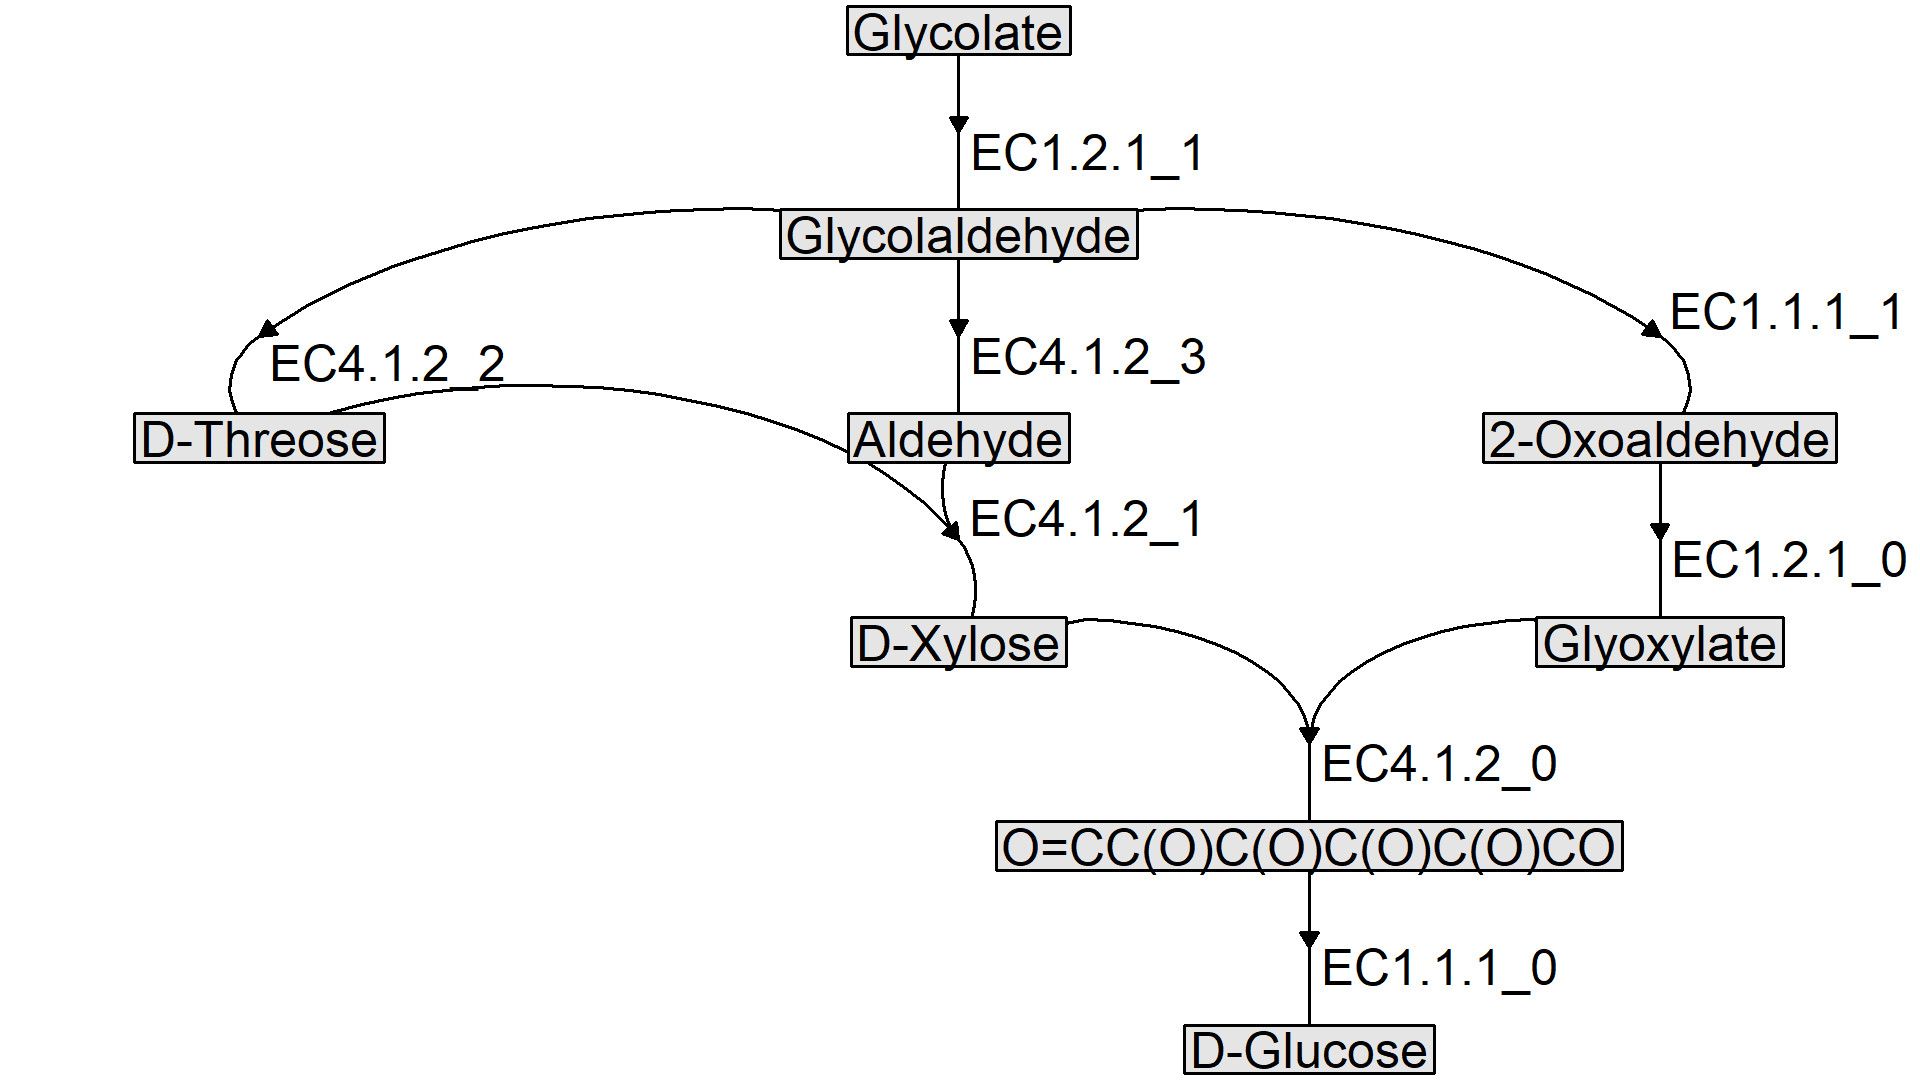 Glycolate
EC1.2.1_1
Glycolaldehyde
EC1.1.1_1
EC4.1.2_2
EC4.1.2_3
D-Threose
Aldehyde
2-Oxoaldehyde
EC4.1.2_1
EC1.2.1_0
D-Xylose
Glyoxylate
EC4.1.2_0
O=CC(O)C(O)C(O)C(O)CO
EC1.1.1_0
D-Glucose